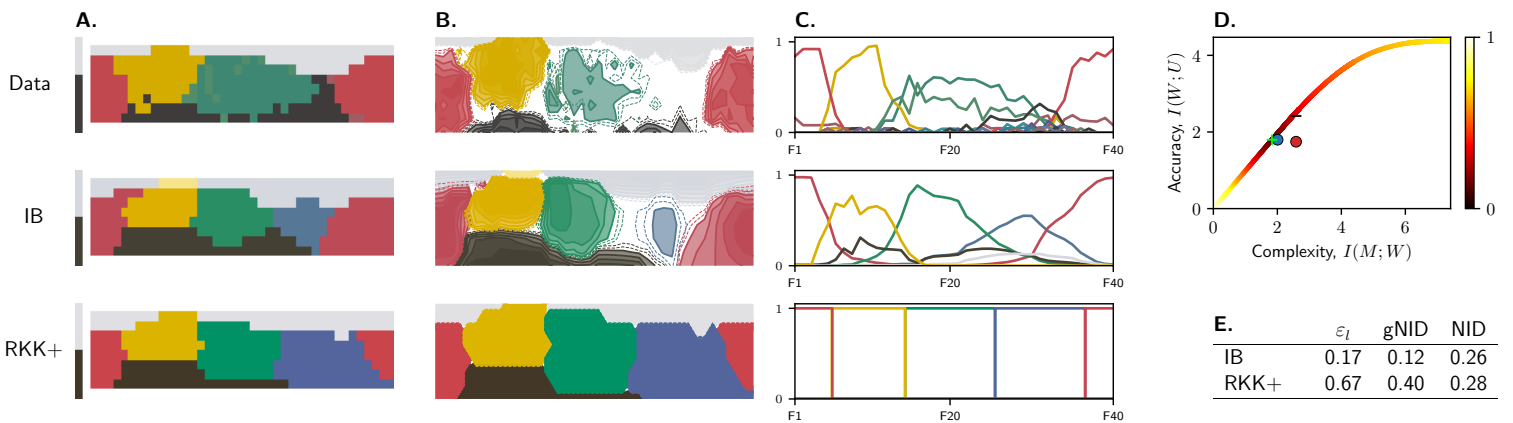 A.
B.
C.
D.
Data
IB
RKK+
1
0
F1
F20
F40
1
0
F1
F20
F40
1
0
F1
F20
F40
Accuracy, I(W;U)
4
2
0
0
2
4
6
Complexity, I(M;W)
1
0
E.
εl gNID NID
IB 0.17 0.12 0.26
RKK+ 0.67 0.40 0.28